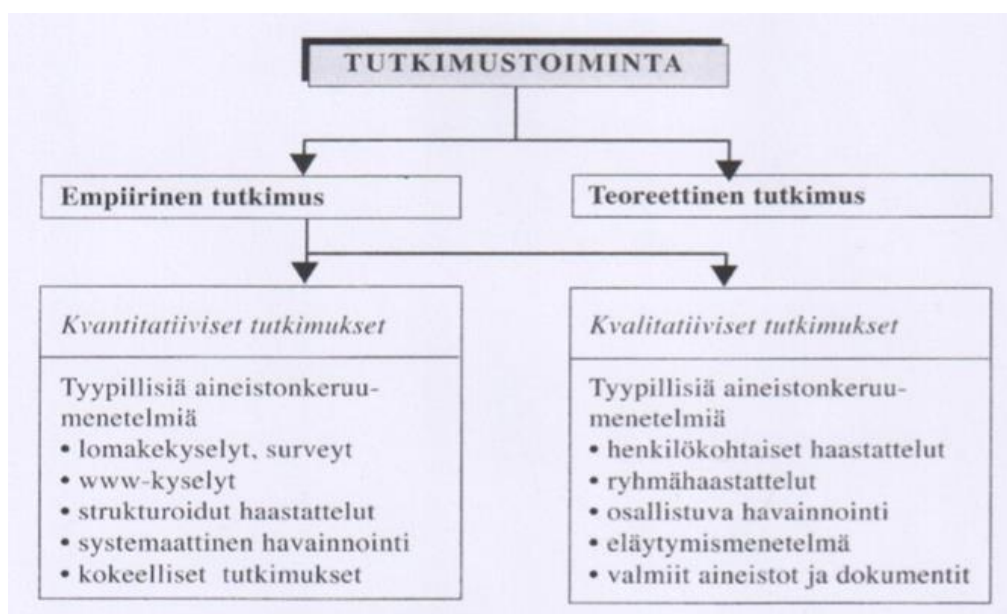 TUTKIMUSTOIMINTA
Empiirinen tutkimus
Teoreettinen tutkimus
Kvantitatiiviset tutkimukset
Tyypillisiä aineistonkeruu-
menetelmiä
• lomakekyselyt, surveyt
• www-kyselyt
• strukturoidut haastattelut
• systemaattinen havainnointi
• kokeelliset tutkimukset
Kvalitatiiviset tutkimukset
Tyypillisiä aineistonkeruu-
menetelmiä
• henkilökohtaiset haastattelut
• ryhmähaastattelut
• osallistuva havainnointi
• eläytymismenetelmä
• valmiit aineistot ja dokumentit